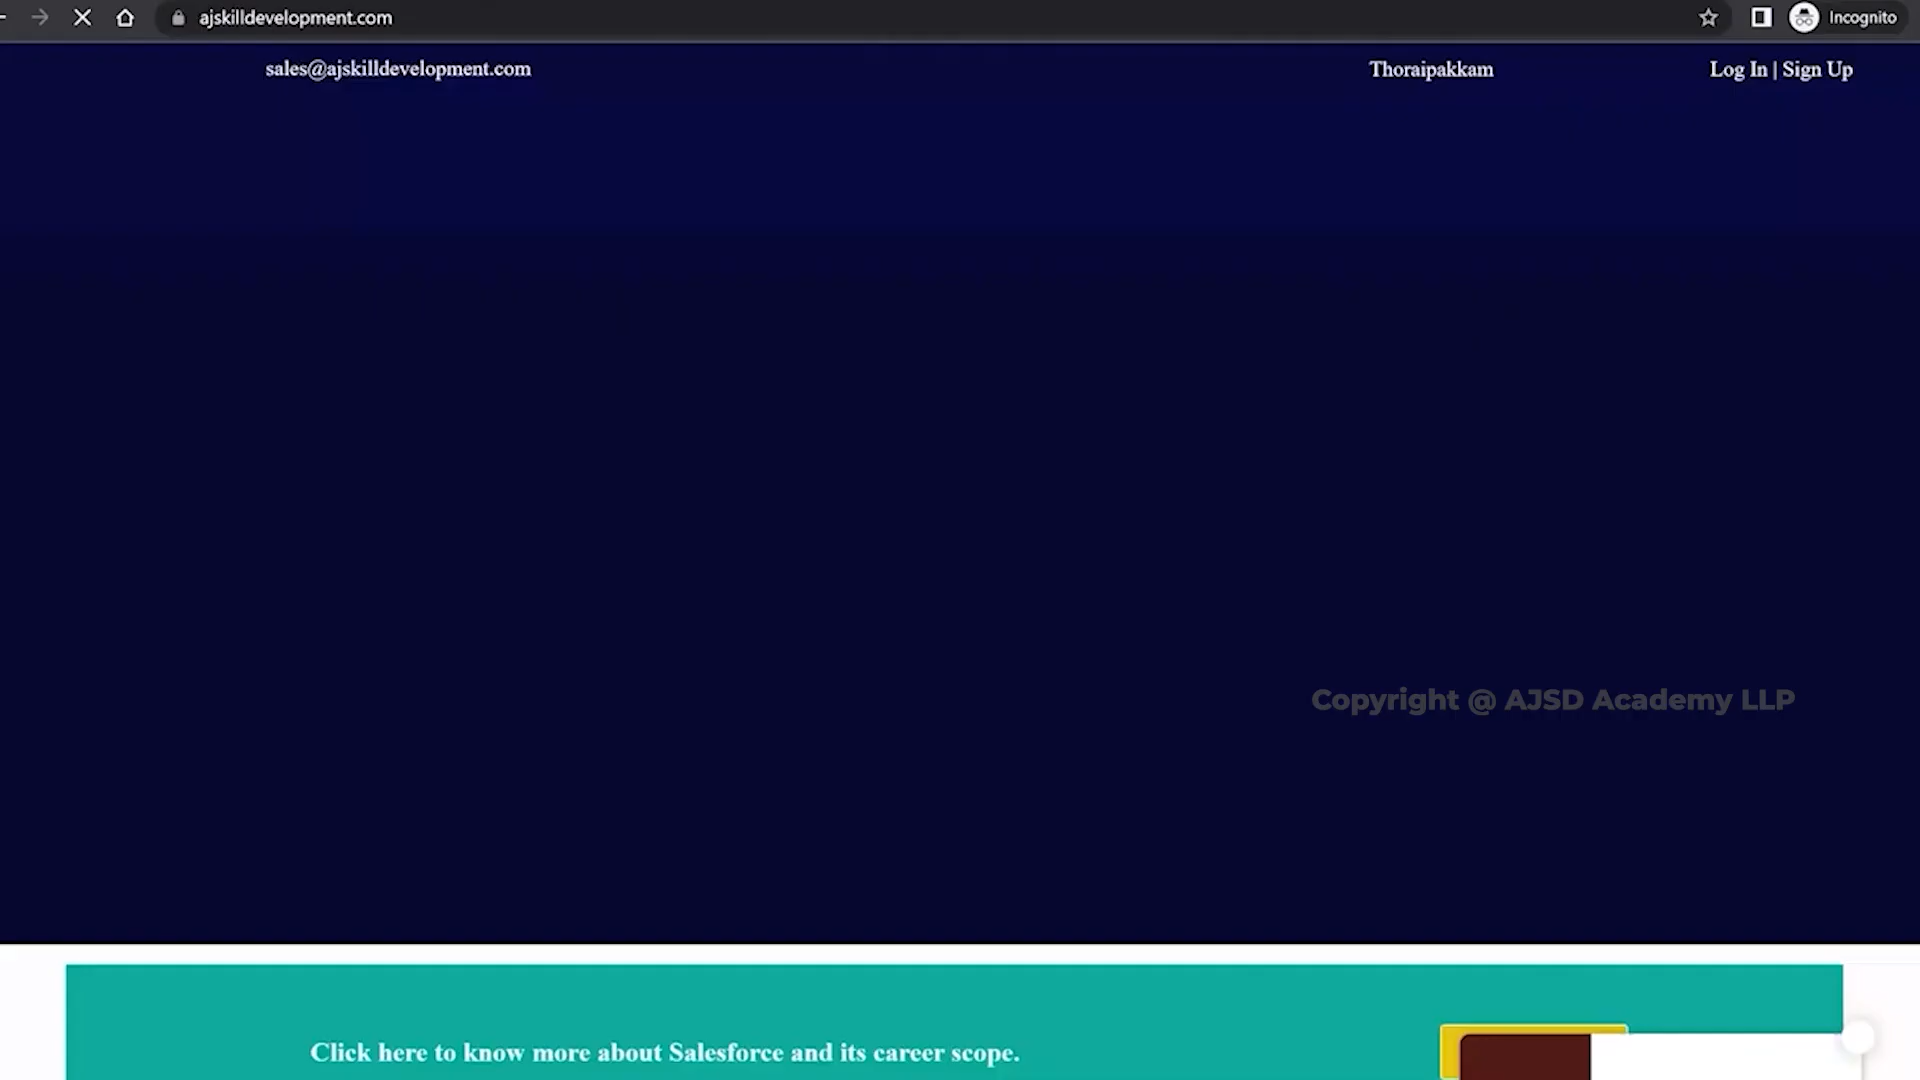 ajskilldevelopment.com
Incognito
sales@ajskilldevelopment.com
Thoraipakkam
Log In | Sign Up
Copyright @ AJSD Academy LLP
Click here to know more about Salesforce and its career scope.